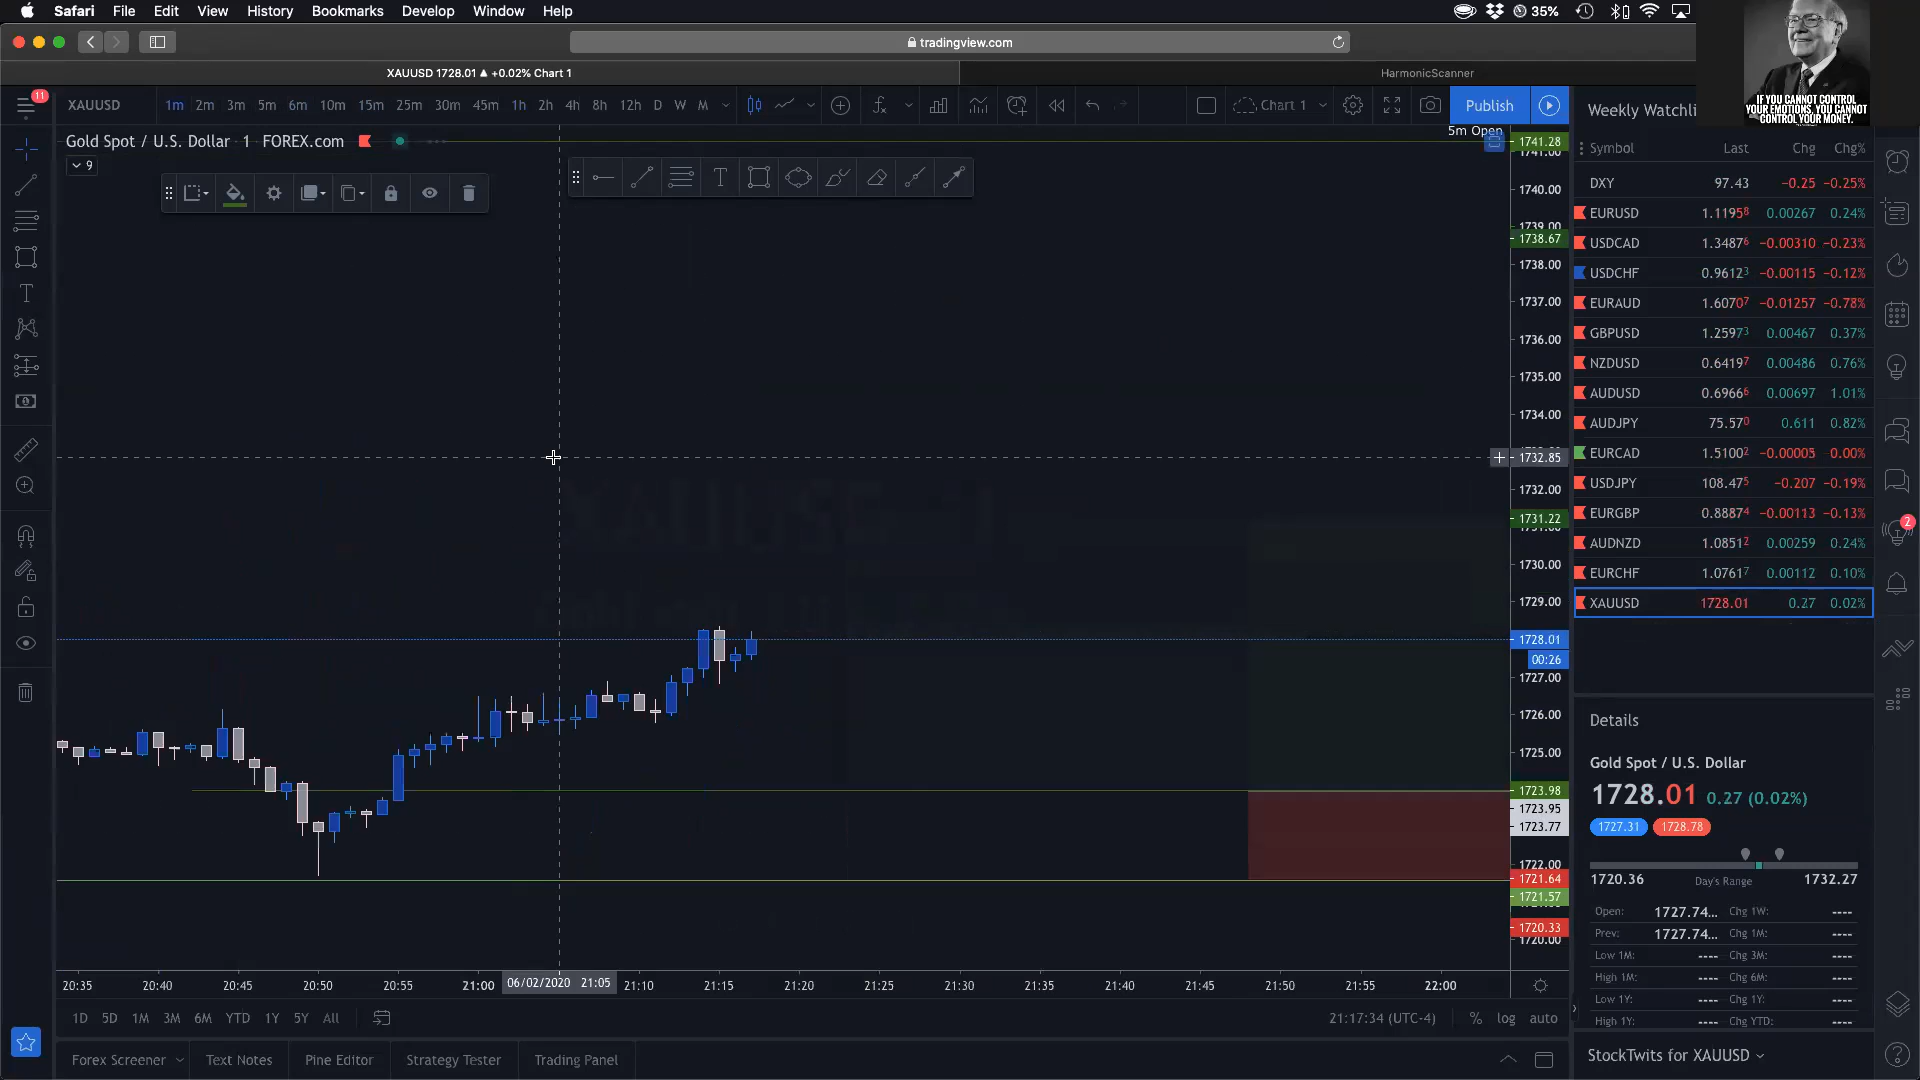 Safari File Edit View History Bookmarks Develop Window Help 35%
tradingview.com
XAUUSD 1728.01 ▲ +0.02% Chart 1 HarmonicScanner
IF YOU CANNOT CONTROL
YOUR EMOTIONS, YOU CANNOT
CONTROL YOUR MONEY.
11
XAUUSD 1m 2m 3m 5m 6m 10m 15m 25m 30m 45m 1h 2h 4h 8h 12h D W M Chart 1 Publish
Weekly Watchli
Gold Spot / U.S. Dollar · 1 · FOREX.com
9
5m Open
1741.28
1741.00
1740.00
1739.00
1738.67
1738.00
1737.00
1736.00
1735.00
1734.00
1732.85
1732.00
1731.22
1730.00
1729.00
1728.01
00:26
1727.00
1726.00
1725.00
1723.98
1723.95
1723.77
1722.00
1721.64
1721.57
1720.33
1720.00
Symbol Last Chg Chg%
DXY 97.43 −0.25 −0.25%
EURUSD 1.11958 0.00267 0.24%
USDCAD 1.34876 −0.00310 −0.23%
USDCHF 0.96123 −0.00115 −0.12%
EURAUD 1.60707 −0.01257 −0.78%
GBPUSD 1.25973 0.00467 0.37%
NZDUSD 0.64197 0.00486 0.76%
AUDUSD 0.69666 0.00697 1.01%
AUDJPY 75.570 0.611 0.82%
EURCAD 1.51002 −0.00005 0.00%
USDJPY 108.475 −0.207 −0.19%
EURGBP 0.88874 −0.00113 −0.13%
AUDNZD 1.08512 0.00259 0.24%
EURCHF 1.07617 0.00112 0.10%
XAUUSD 1728.01 0.27 0.02%
2
Details
Gold Spot / U.S. Dollar
1728.01 0.27 (0.02%)
1727.31 1728.78
1720.36 Day's Range 1732.27
Open: 1727.74... Chg 1W: ----
Prev: 1727.74... Chg 1M: ----
Low 1M: ---- Chg 3M: ----
High 1M: ---- Chg 6M: ----
Low 1Y: ---- Chg 1Y: ----
High 1Y: ---- Chg YTD: ----
StockTwits for XAUUSD
20:35 20:40 20:45 20:50 20:55 21:00 06/02/2020 21:05 21:10 21:15 21:20 21:25 21:30 21:35 21:40 21:45 21:50 21:55 22:00
1D 5D 1M 3M 6M YTD 1Y 5Y All 21:17:34 (UTC-4) % log auto
Forex Screener Text Notes Pine Editor Strategy Tester Trading Panel